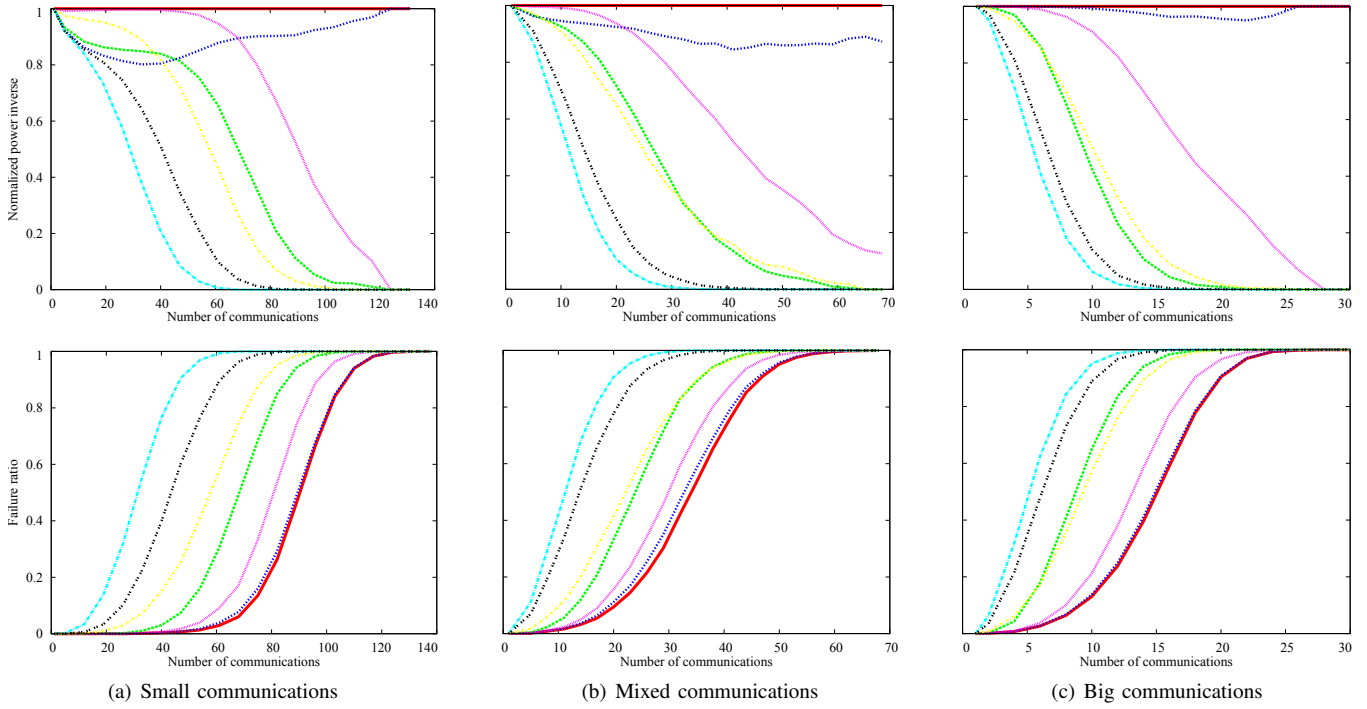 Normalized power inverse
1
0.8
0.6
0.4
0.2
0
0 20 40 60 80 100 120 140
Number of communications
0 10 20 30 40 50 60 70
Number of communications
0 5 10 15 20 25 30
Number of communications
Failure ratio
1
0.8
0.6
0.4
0.2
0
0 20 40 60 80 100 120 140
Number of communications
0 10 20 30 40 50 60 70
Number of communications
0 5 10 15 20 25 30
Number of communications
(a) Small communications
(b) Mixed communications
(c) Big communications